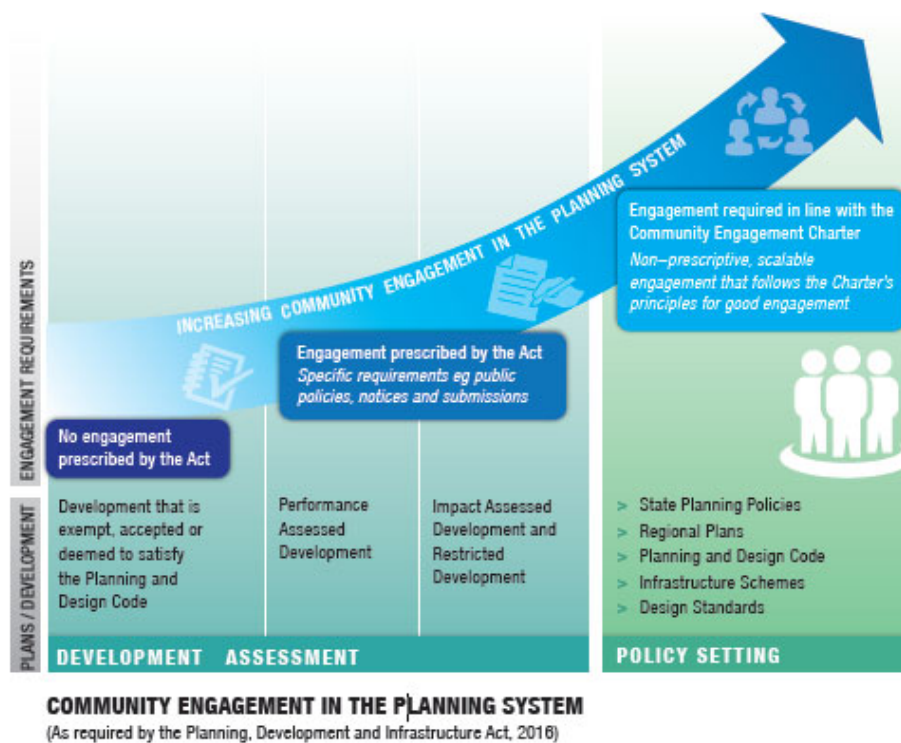 ENGAGEMENT REQUIREMENTS
INCREASING COMMUNITY ENGAGEMENT IN THE PLANNING SYSTEM
No engagement
prescribed by the Act
Engagement prescribed by the Act
Specific requirements eg public
policies, notices and submissions
Engagement required in line with the
Community Engagement Charter
Non–prescriptive, scalable
engagement that follows the Charter's
principles for good engagement
PLANS / DEVELOPMENT
Development that is
exempt, accepted or
deemed to satisfy
the Planning and
Design Code
Performance
Assessed
Development
Impact Assessed
Development and
Restricted
Development
> State Planning Policies
> Regional Plans
> Planning and Design Code
> Infrastructure Schemes
> Design Standards
DEVELOPMENT ASSESSMENT
POLICY SETTING
COMMUNITY ENGAGEMENT IN THE PLANNING SYSTEM
(As required by the Planning, Development and Infrastructure Act, 2016)